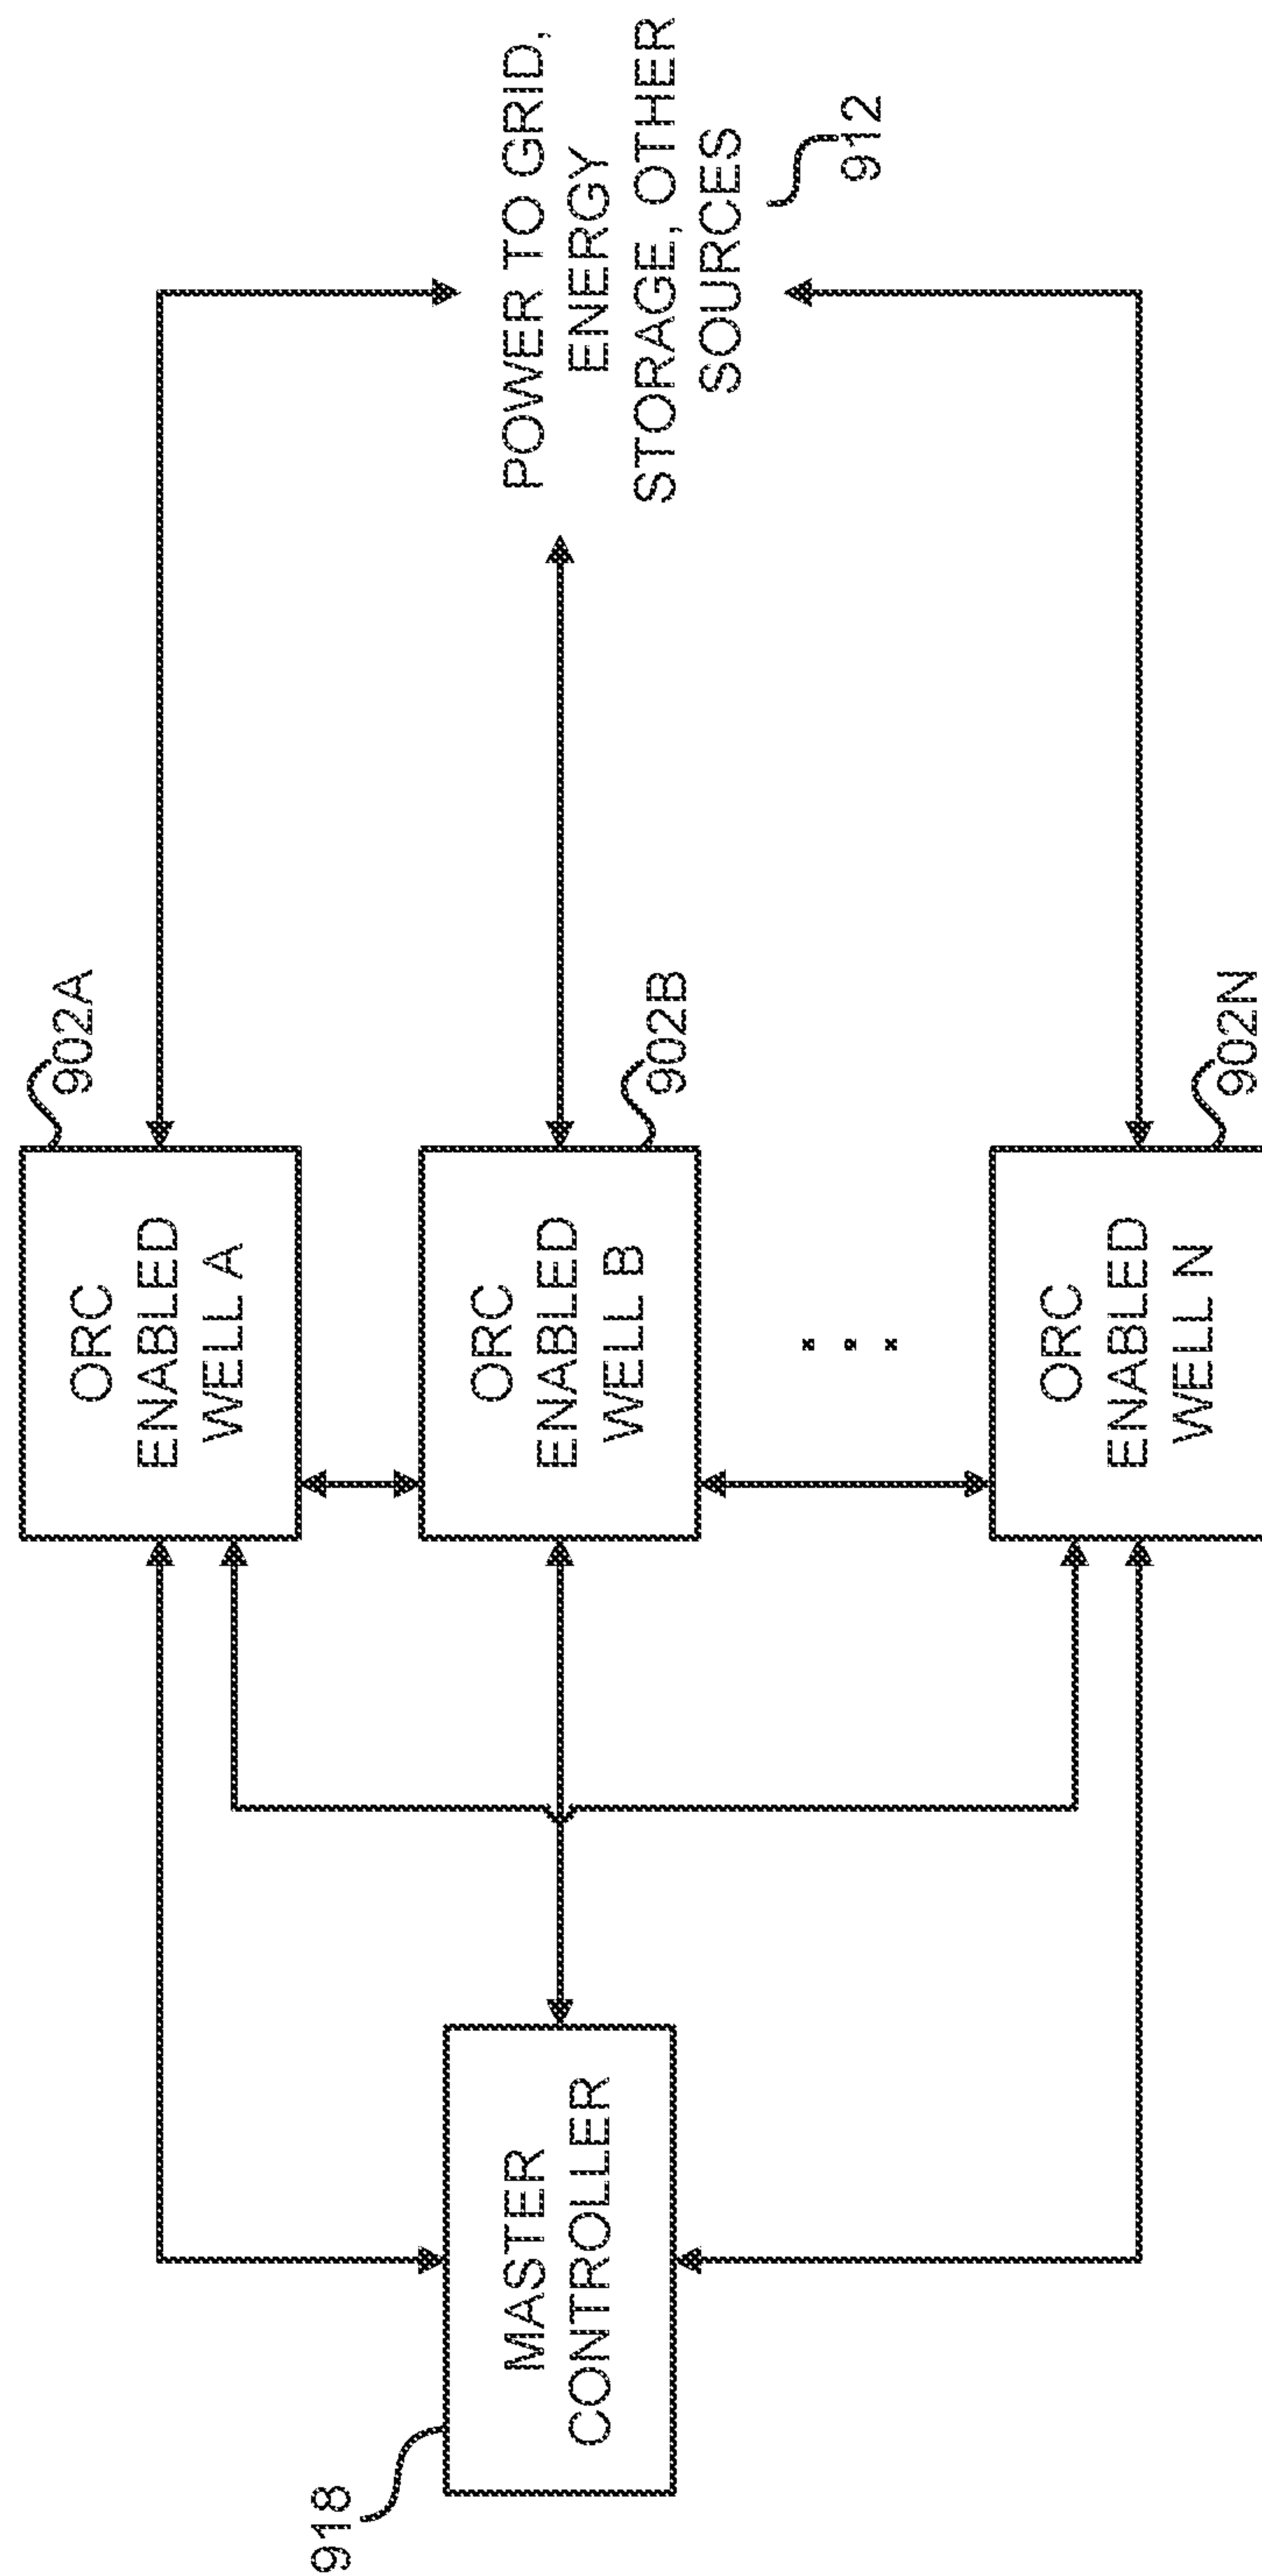 902A
ORC
ENABLED
WELL A
POWER TO GRID,
ENERGY
STORAGE, OTHER
SOURCES
912
918
MASTER
CONTROLLER
ORC
ENABLED
WELL B
902B
. . .
ORC
ENABLED
WELL N
902N